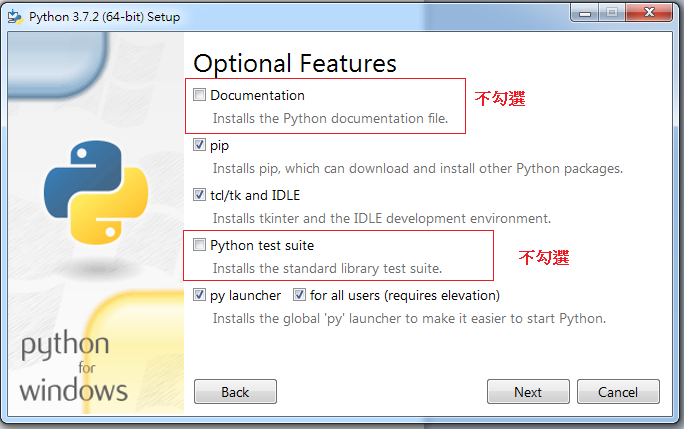 Python 3.7.2 (64-bit) Setup
Optional Features
Documentation
不勾選
Installs the Python documentation file.
pip
Installs pip, which can download and install other Python packages.
tcl/tk and IDLE
Installs tkinter and the IDLE development environment.
Python test suite
不勾選
Installs the standard library test suite.
py launcher for all users (requires elevation)
Installs the global 'py' launcher to make it easier to start Python.
python
for
windows
Back Next Cancel